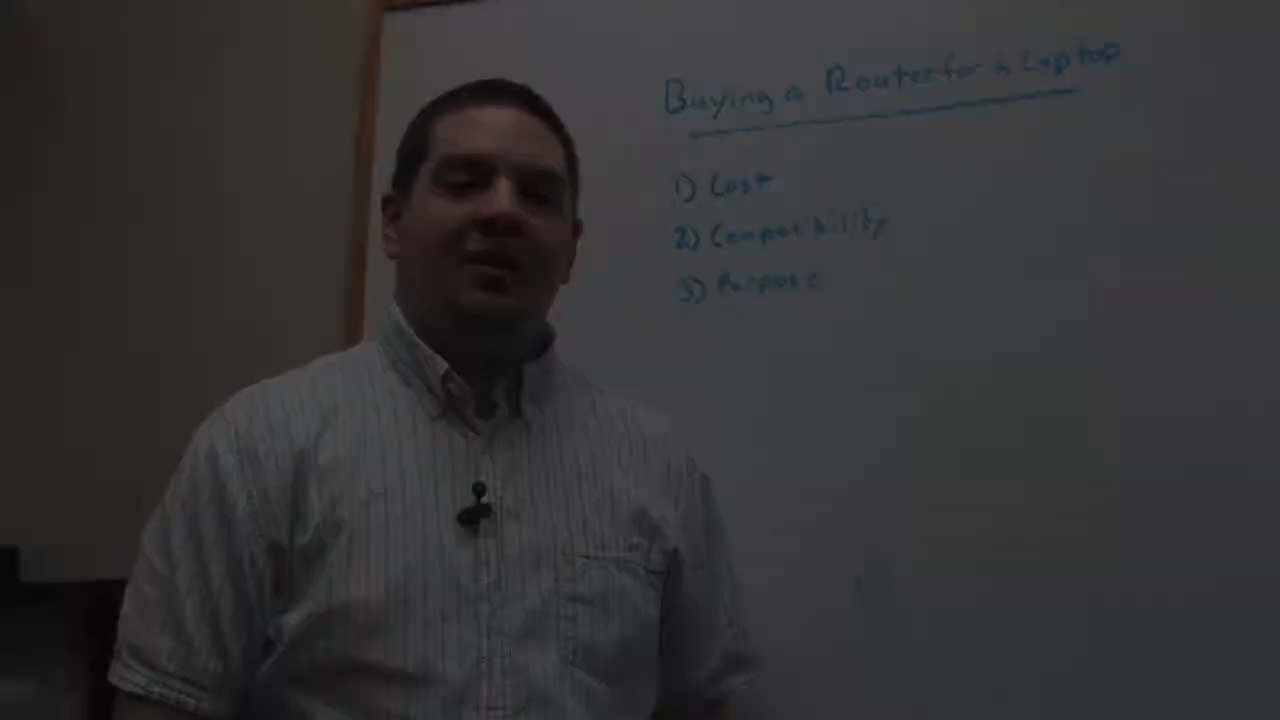 Buying a Router for a Laptop
1) Cost
2) Compatibility
3) Purpose